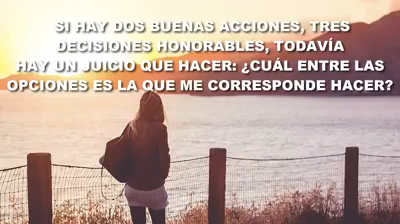 SI HAY DOS BUENAS ACCIONES, TRES
DECISIONES HONORABLES, TODAVÍA
HAY UN JUICIO QUE HACER: ¿CUÁL ENTRE LAS
OPCIONES ES LA QUE ME CORRESPONDE HACER?